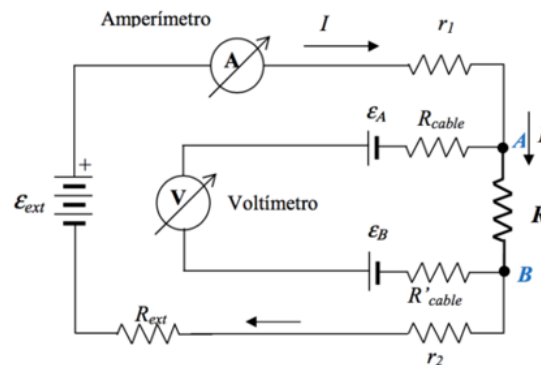 Amperímetro
I
r1
A
εA
Rcable
A
I
+
εext
V
Voltímetro
R
εB
B
Rext
R'cable
r2